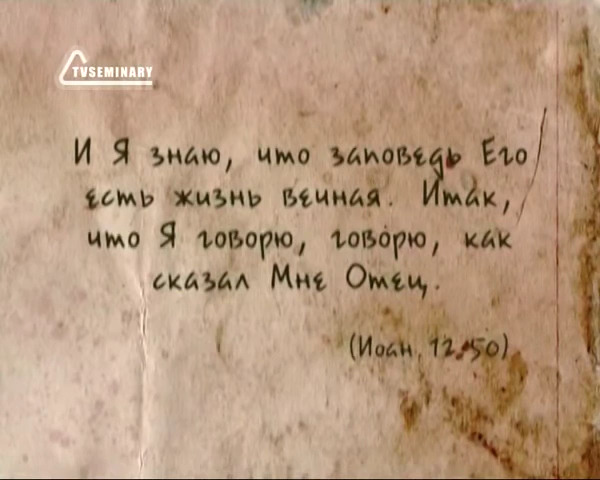 TVSEMINARY
И Я знаю, что заповедь Его
есть жизнь вечная. Итак,
что Я говорю, говорю, как
сказал Мне Отец.
(Иоан. 12:50)